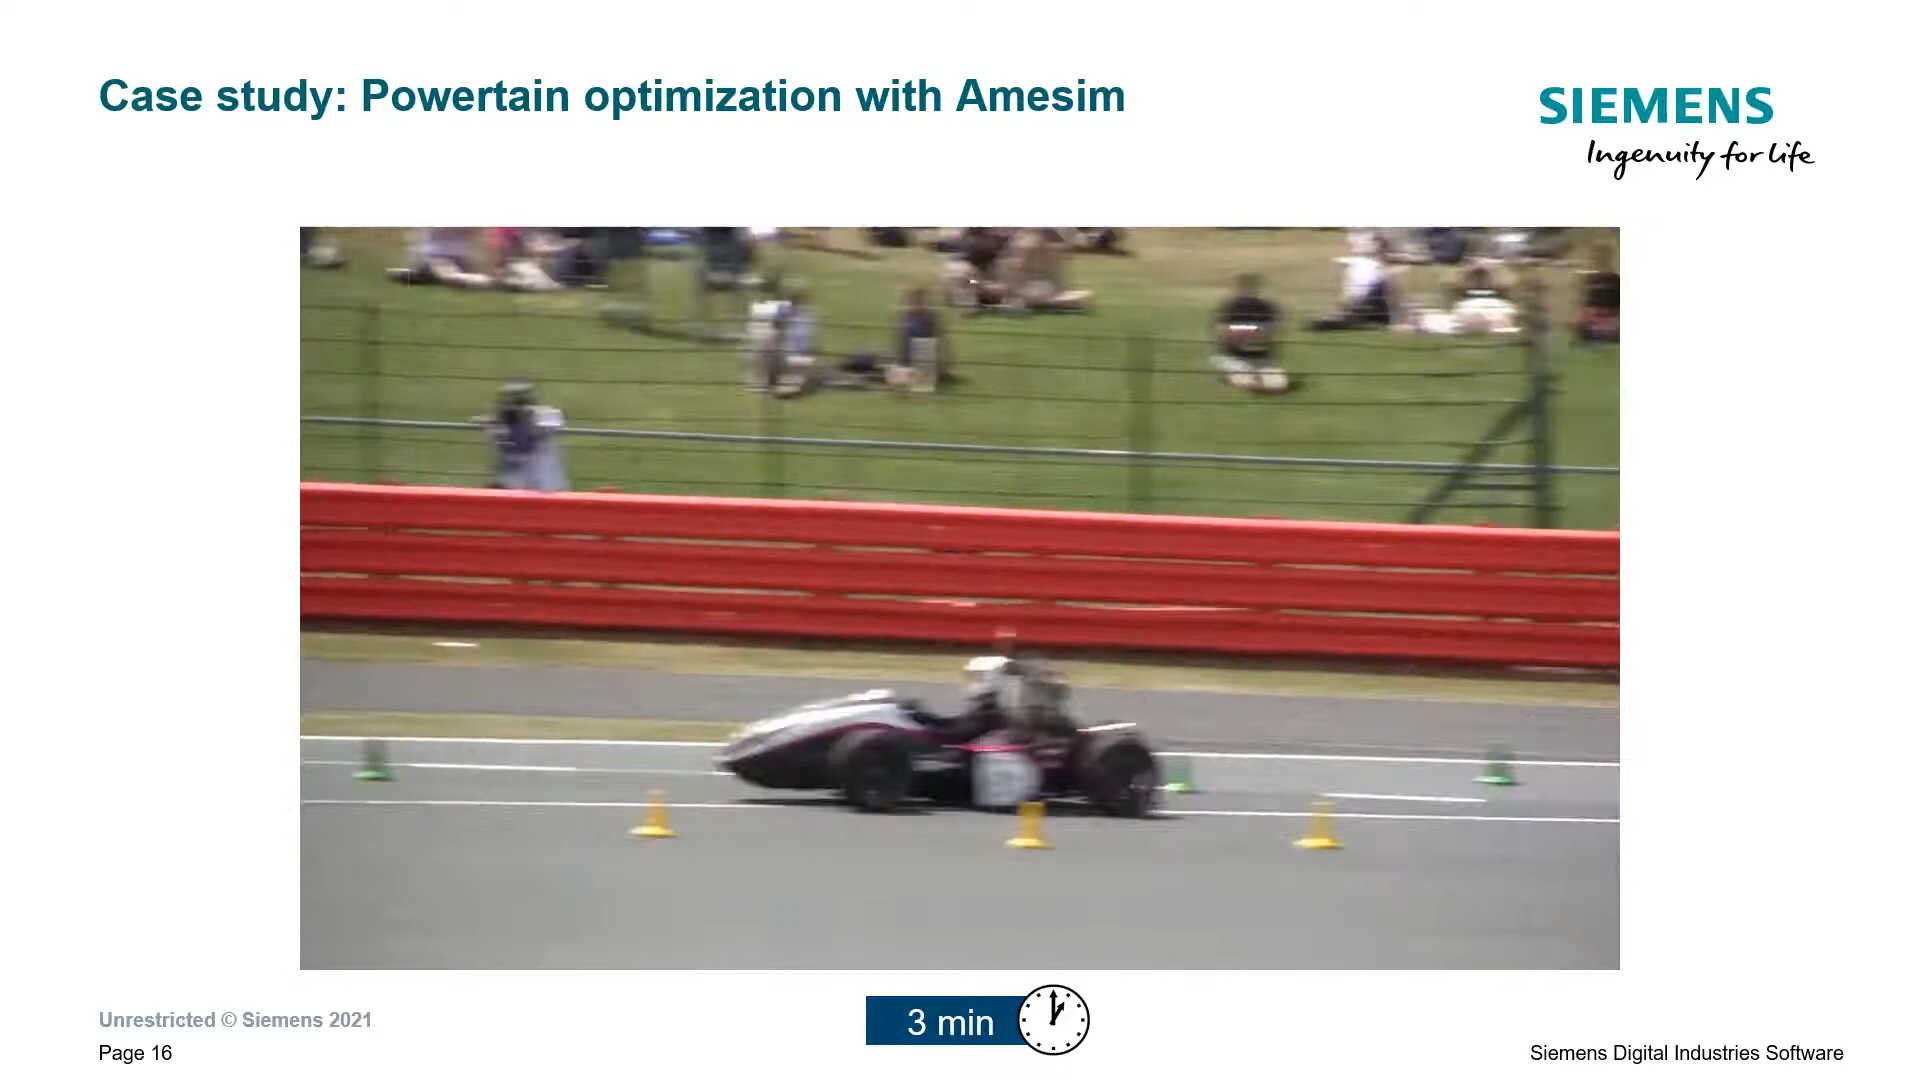 Case study: Powertain optimization with Amesim
SIEMENS
Ingenuity for life
3 min
Unrestricted © Siemens 2021
Page 16
Siemens Digital Industries Software